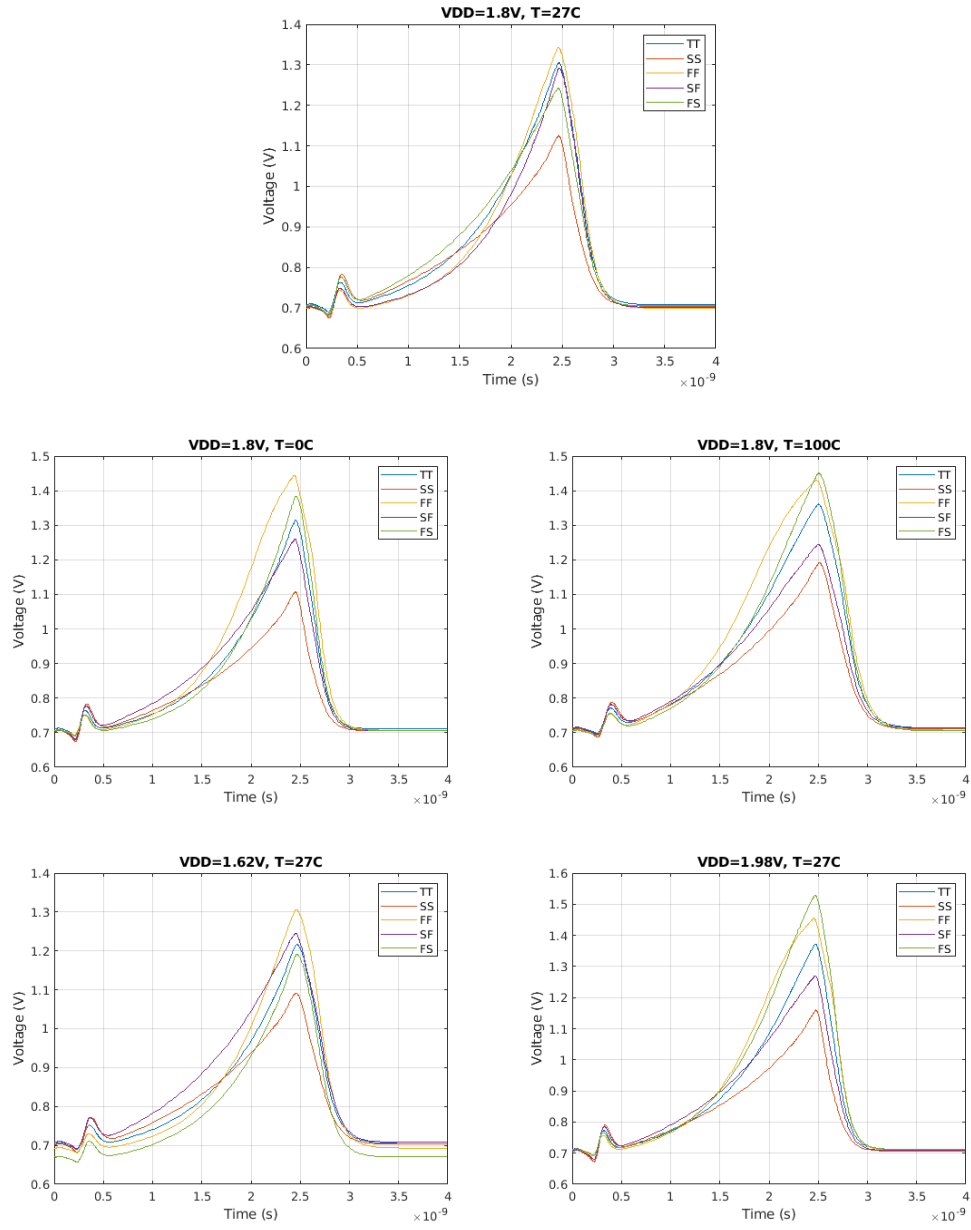 VDD=1.8V, T=27C
1.4
1.3
1.2
1.1
1
0.9
0.8
0.7
0.6
Voltage (V)
TT
SS
FF
SF
FS
0 0.5 1 1.5 2 2.5 3 3.5 4
Time (s)
×10^-9
VDD=1.8V, T=0C
1.5
1.4
1.3
1.2
1.1
1
0.9
0.8
0.7
0.6
Voltage (V)
TT
SS
FF
SF
FS
0 0.5 1 1.5 2 2.5 3 3.5 4
Time (s)
×10^-9
VDD=1.8V, T=100C
1.5
1.4
1.3
1.2
1.1
1
0.9
0.8
0.7
0.6
Voltage (V)
TT
SS
FF
SF
FS
0 0.5 1 1.5 2 2.5 3 3.5 4
Time (s)
×10^-9
VDD=1.62V, T=27C
1.4
1.3
1.2
1.1
1
0.9
0.8
0.7
0.6
Voltage (V)
TT
SS
FF
SF
FS
0 0.5 1 1.5 2 2.5 3 3.5 4
Time (s)
×10^-9
VDD=1.98V, T=27C
1.6
1.5
1.4
1.3
1.2
1.1
1
0.9
0.8
0.7
0.6
Voltage (V)
TT
SS
FF
SF
FS
0 0.5 1 1.5 2 2.5 3 3.5 4
Time (s)
×10^-9